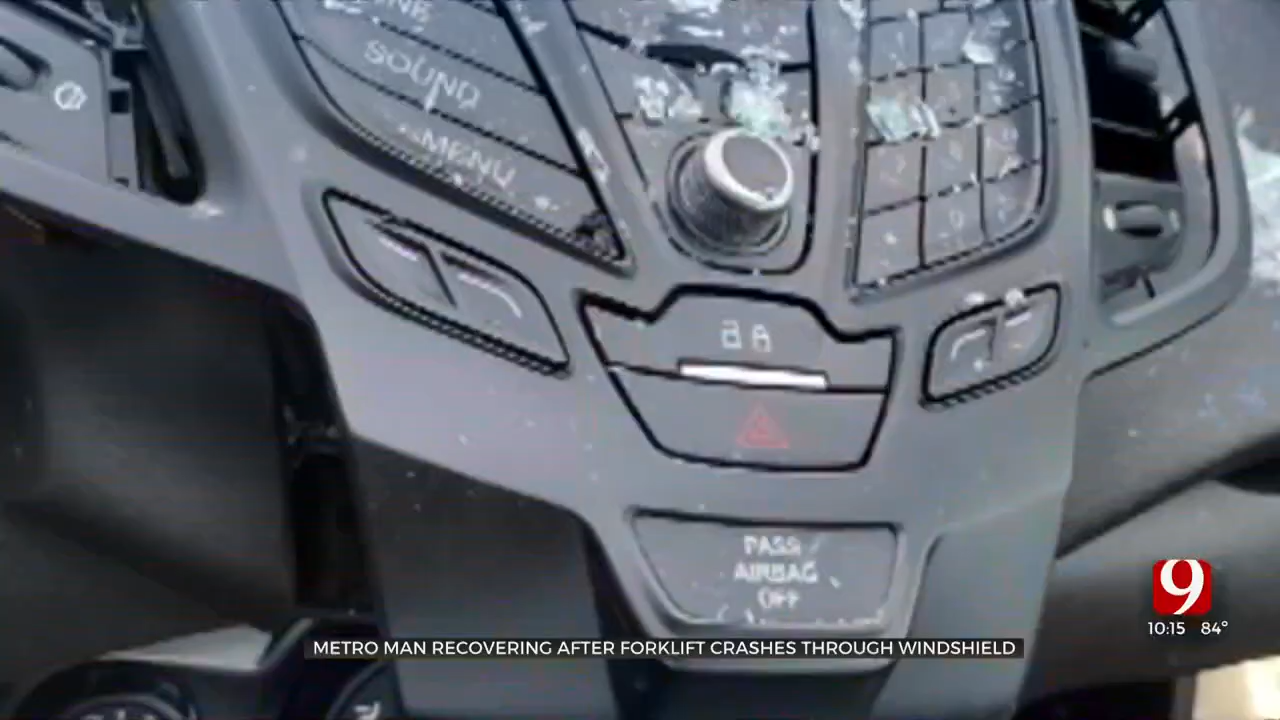 SOUND
MENU
PASS
AIRBAG
OFF
9
10:15 84°
METRO MAN RECOVERING AFTER FORKLIFT CRASHES THROUGH WINDSHIELD